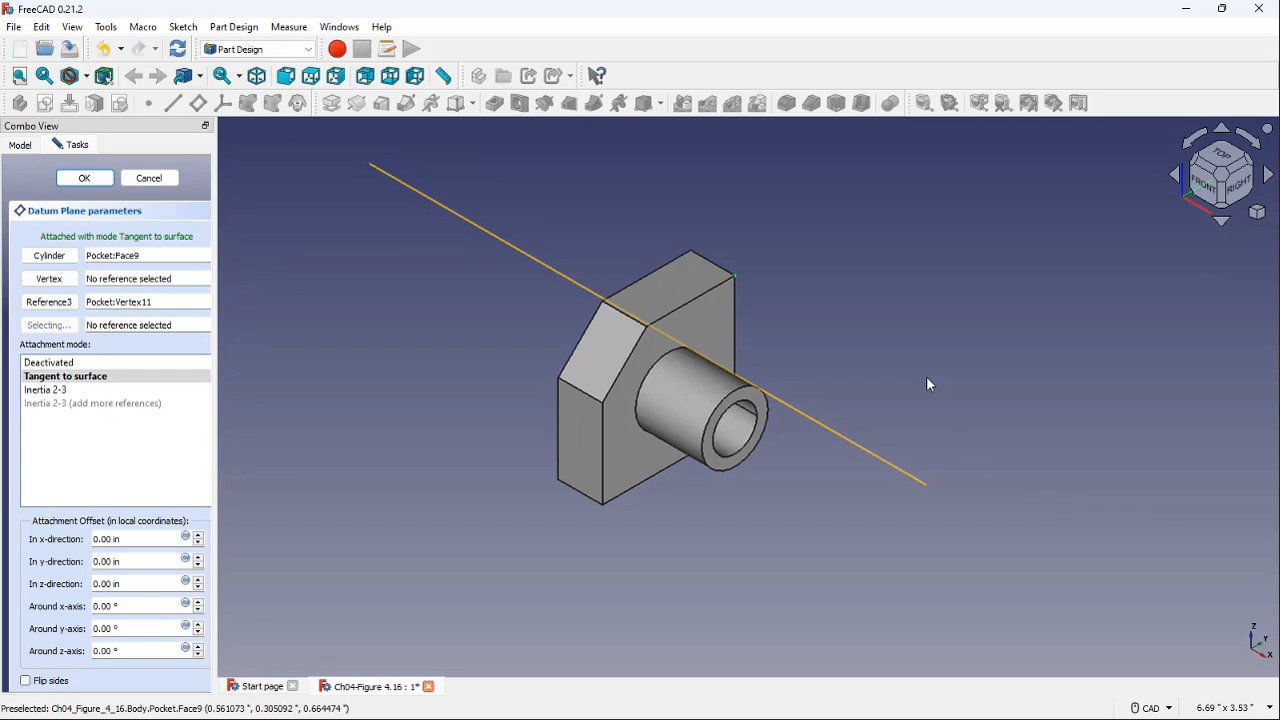 FreeCAD 0.21.2
File Edit View Tools Macro Sketch Part Design Measure Windows Help
Part Design
Combo View
Model Tasks
OK Cancel
Datum Plane parameters
Attached with mode Tangent to surface
Cylinder Pocket:Face9
Vertex No reference selected
Reference3 Pocket:Vertex11
Selecting... No reference selected
Attachment mode:
Deactivated
Tangent to surface
Inertia 2-3
Inertia 2-3 (add more references)
Attachment Offset (in local coordinates):
In x-direction: 0.00 in
In y-direction: 0.00 in
In z-direction: 0.00 in
Around x-axis: 0.00 °
Around y-axis: 0.00 °
Around z-axis: 0.00 °
Flip sides
TOP
FRONT RIGHT
Z
Y
X
Start page Ch04-Figure 4.16 : 1*
Preselected: Ch04_Figure_4_16.Body.Pocket.Face9 (0.561073 ", 0.305092 ", 0.664474 ")
CAD 6.69 " x 3.53 "